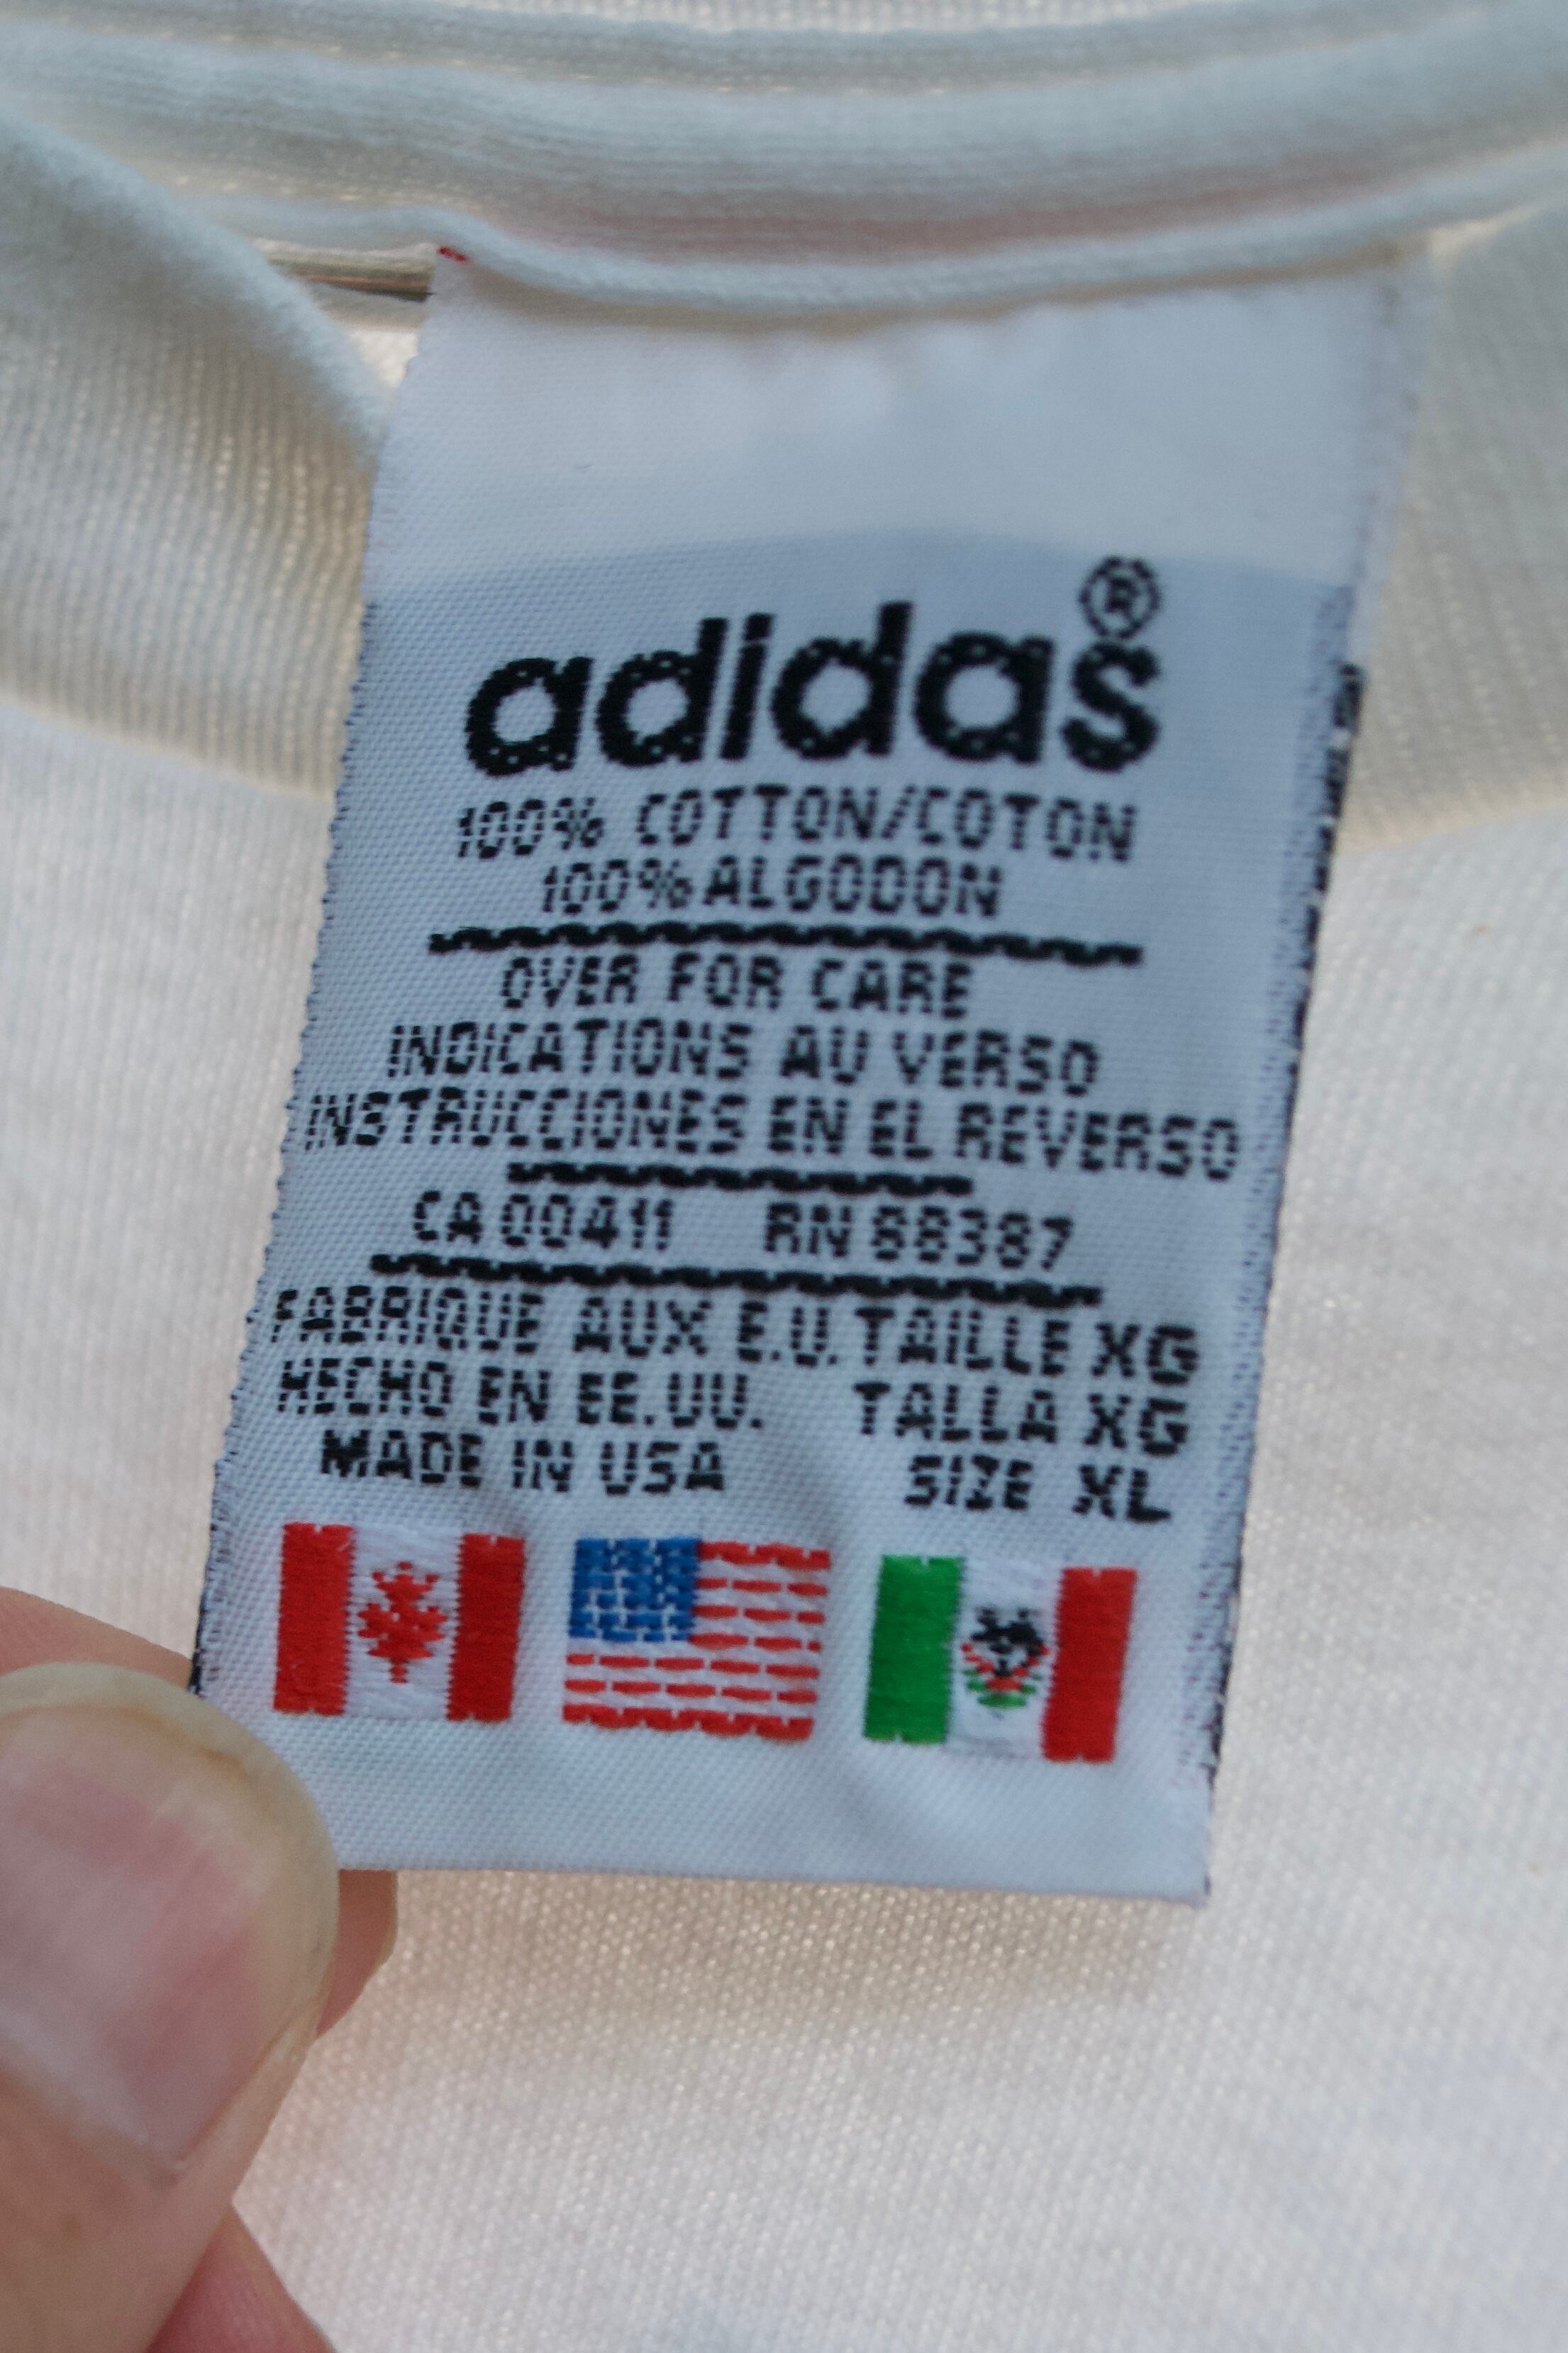 adidas®
100% COTTON/COTON
100% ALGODON
OVER FOR CARE
INDICATIONS AU VERSO
INSTRUCCIONES EN EL REVERSO
CA 00411 RN 88387
FABRIQUE AUX E.U. TAILLE XG
HECHO EN EE.UU. TALLA XG
MADE IN USA SIZE XL